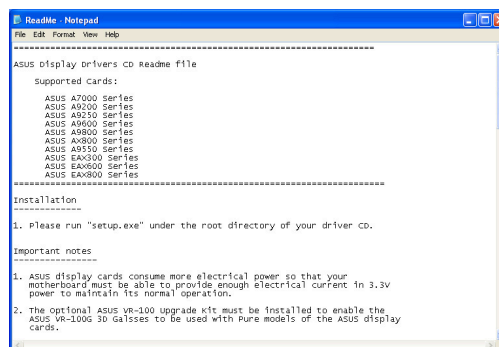 ReadMe - Notepad
File Edit Format View Help
======================================================================
ASUS Display Drivers CD Readme file
Supported Cards:
ASUS A7000 Series
ASUS A9200 Series
ASUS A9250 Series
ASUS A9600 Series
ASUS A9800 Series
ASUS AX800 Series
ASUS A9550 Series
ASUS EAX300 Series
ASUS EAX600 Series
ASUS EAX800 Series
========================================================================
Installation
-------------
1. Please run "setup.exe" under the root directory of your driver CD.
Important notes
----------------
1. ASUS display cards consume more electrical power so that your
motherboard must be able to provide enough electrical current in 3.3V
power to maintain its normal operation.
2. The optional ASUS VR-100 Upgrade Kit must be installed to enable the
ASUS VR-100G 3D Galsses to be used with Pure models of the ASUS display
cards.